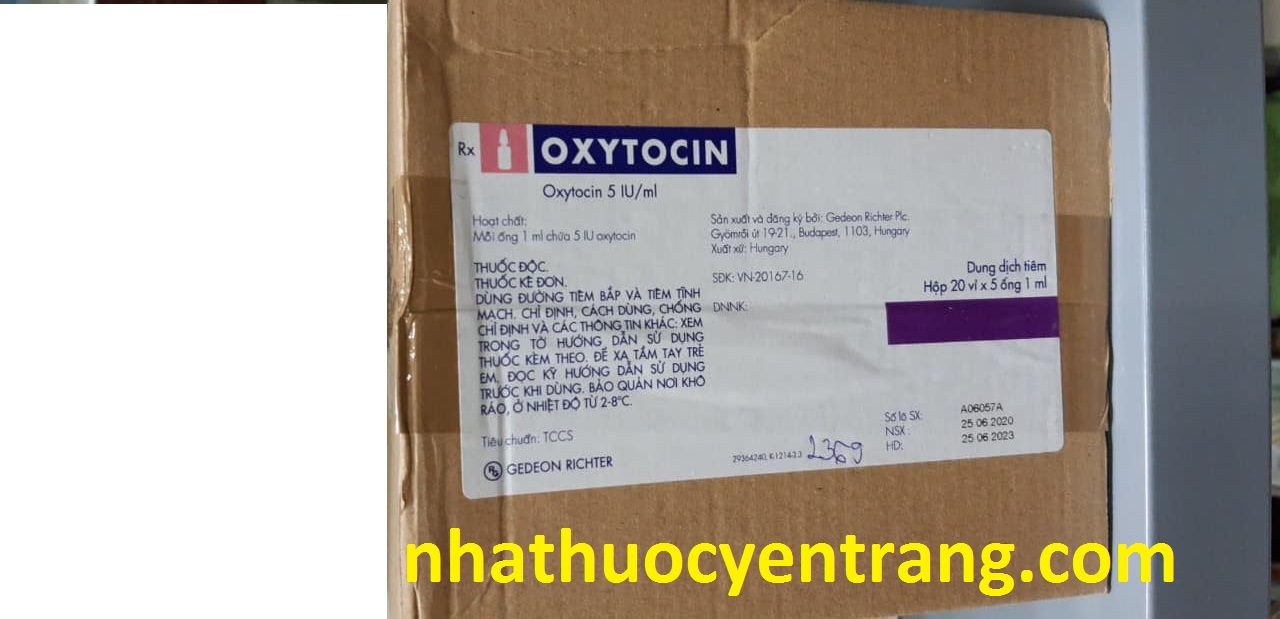 Rx OXYTOCIN
Oxytocin 5 IU/ml
Hoạt chất:
Mỗi ống 1 ml chứa 5 IU oxytocin
THUỐC ĐỘC.
THUỐC KÊ ĐƠN.
DÙNG ĐƯỜNG TIÊM BẮP VÀ TIÊM TĨNH
MẠCH. CHỈ ĐỊNH, CÁCH DÙNG, CHỐNG
CHỈ ĐỊNH VÀ CÁC THÔNG TIN KHÁC: XEM
TRONG TỜ HƯỚNG DẪN SỬ DỤNG
THUỐC KÈM THEO. ĐỂ XA TẦM TAY TRẺ
EM. ĐỌC KỸ HƯỚNG DẪN SỬ DỤNG
TRƯỚC KHI DÙNG. BẢO QUẢN NƠI KHÔ
RÁO, Ở NHIỆT ĐỘ TỪ 2-8°C.
Tiêu chuẩn: TCCS
GEDEON RICHTER
Sản xuất và đăng ký bởi: Gedeon Richter Plc.
Gyömrői út 19-21., Budapest, 1103, Hungary
Xuất xứ: Hungary
SĐK: VN-20167-16
DNNK:
Dung dịch tiêm
Hộp 20 vỉ x 5 ống 1 ml
Số lô SX: A06057A
NSX: 25 06 2020
HD: 25 06 2023
nhathuocyentrang.com